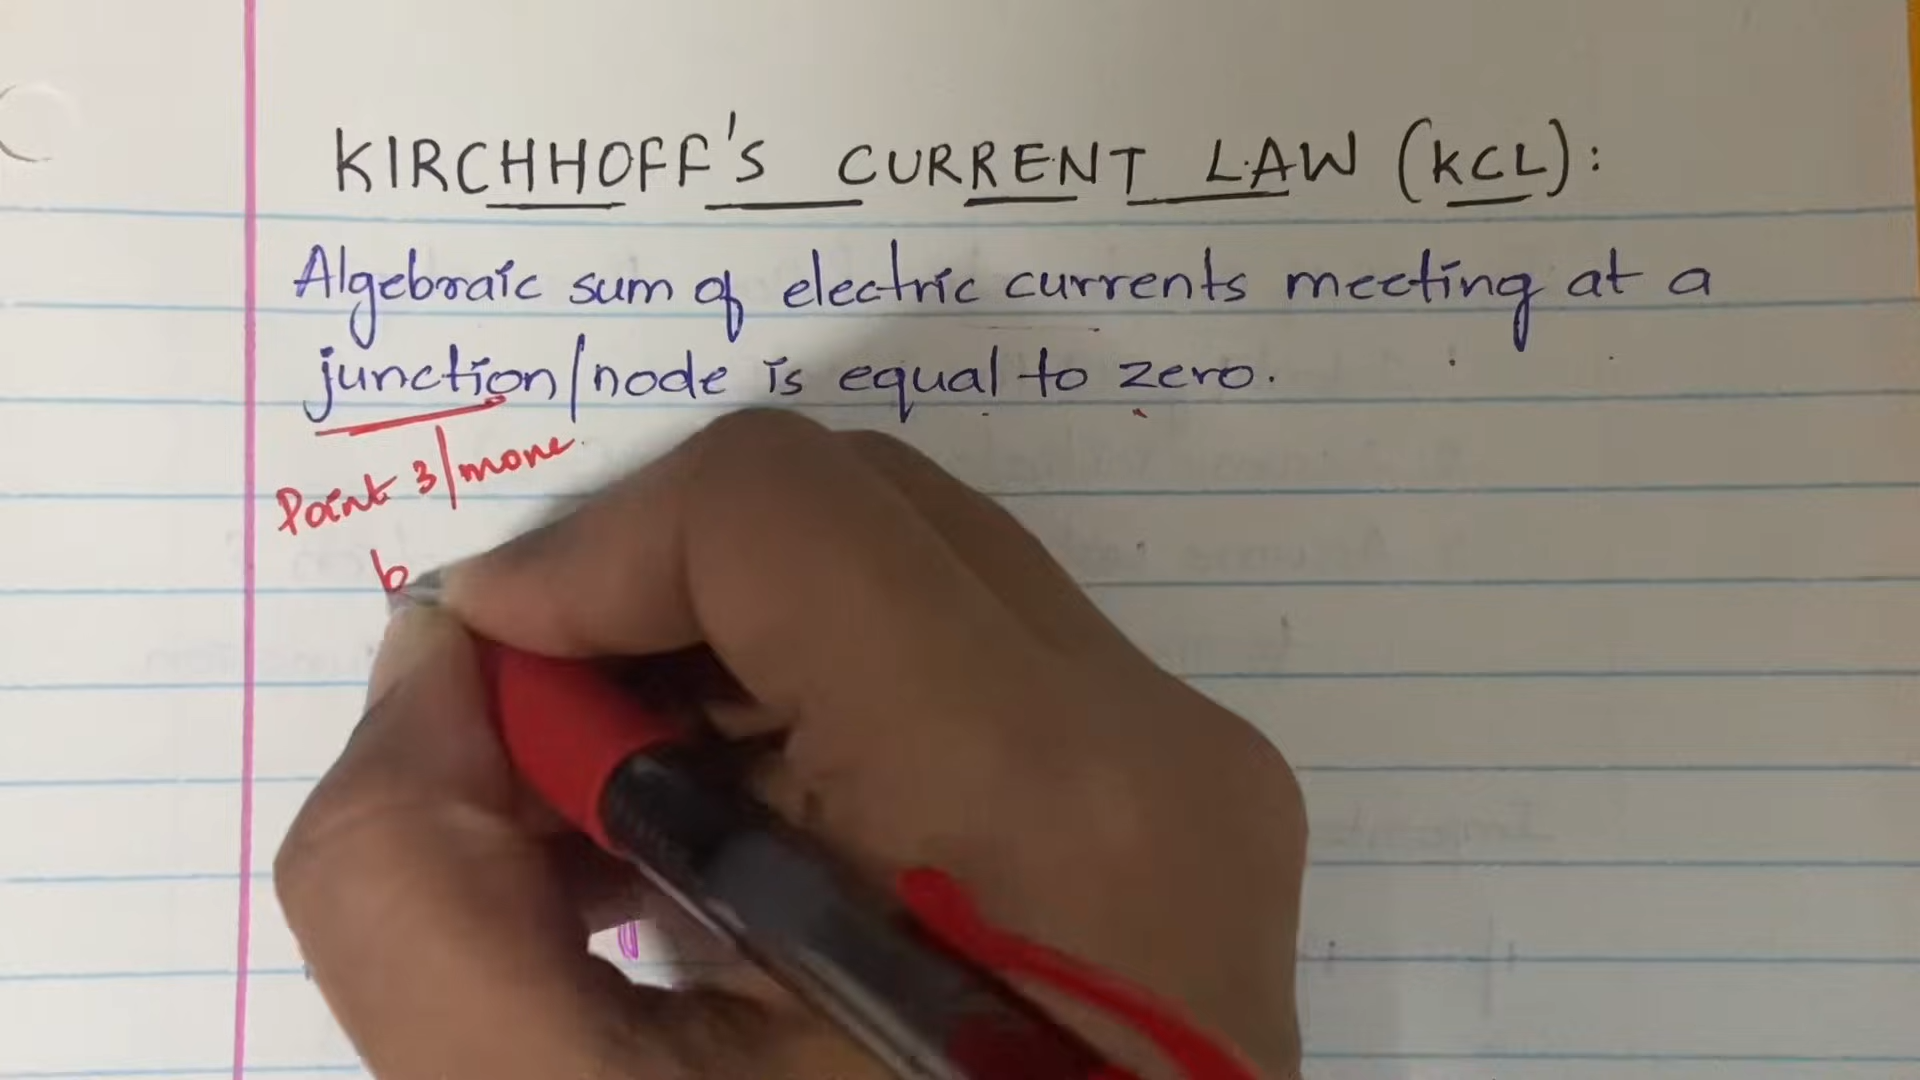 KIRCHHOFF'S CURRENT LAW (KCL):
Algebraic sum of electric currents meeting at a
junction/node is equal to zero.
Point 3/more
b